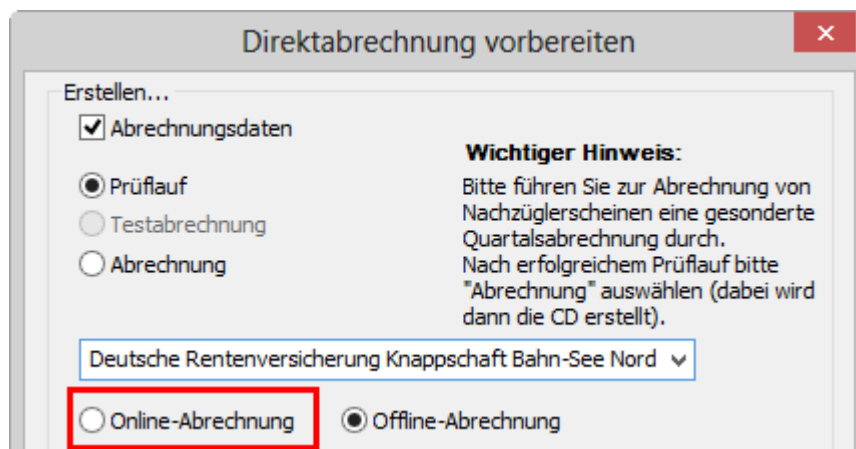 Direktabrechnung vorbereiten
Erstellen...
Abrechnungsdaten
Prüflauf
Testabrechnung
Abrechnung
Wichtiger Hinweis:
Bitte führen Sie zur Abrechnung von
Nachzüglerscheinen eine gesonderte
Quartalsabrechnung durch.
Nach erfolgreichem Prüflauf bitte
"Abrechnung" auswählen (dabei wird
dann die CD erstellt).
Deutsche Rentenversicherung Knappschaft Bahn-See Nord
Online-Abrechnung
Offline-Abrechnung